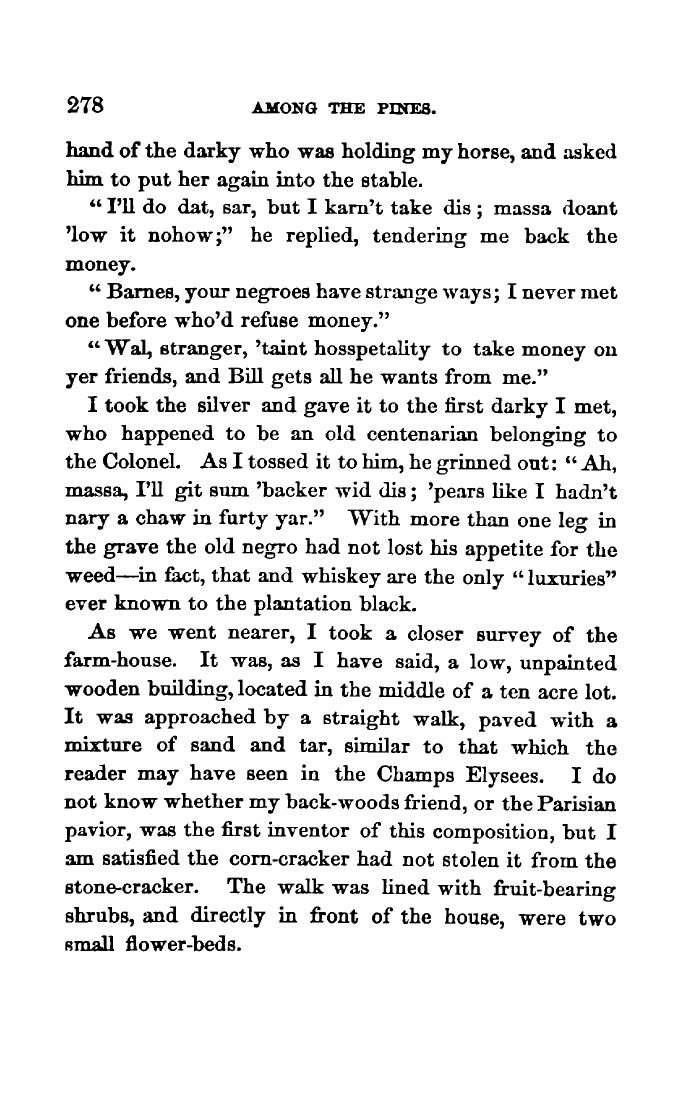 278 AMONG THE PINES.
hand of the darky who was holding my horse, and asked
him to put her again into the stable.
“ I’ll do dat, sar, but I karn’t take dis ; massa doant
’low it nohow;” he replied, tendering me back the
money.
“ Barnes, your negroes have strange ways; I never met
one before who’d refuse money.”
“ Wal, stranger, ’taint hosspetality to take money on
yer friends, and Bill gets all he wants from me.”
I took the silver and gave it to the first darky I met,
who happened to be an old centenarian belonging to
the Colonel. As I tossed it to him, he grinned out: “ Ah,
massa, I’ll git sum ’backer wid dis ; ’pears like I hadn’t
nary a chaw in furty yar.” With more than one leg in
the grave the old negro had not lost his appetite for the
weed—in fact, that and whiskey are the only “ luxuries”
ever known to the plantation black.
As we went nearer, I took a closer survey of the
farm-house. It was, as I have said, a low, unpainted
wooden building, located in the middle of a ten acre lot.
It was approached by a straight walk, paved with a
mixture of sand and tar, similar to that which the
reader may have seen in the Champs Elysees. I do
not know whether my back-woods friend, or the Parisian
pavior, was the first inventor of this composition, but I
am satisfied the corn-cracker had not stolen it from the
stone-cracker. The walk was lined with fruit-bearing
shrubs, and directly in front of the house, were two
small flower-beds.